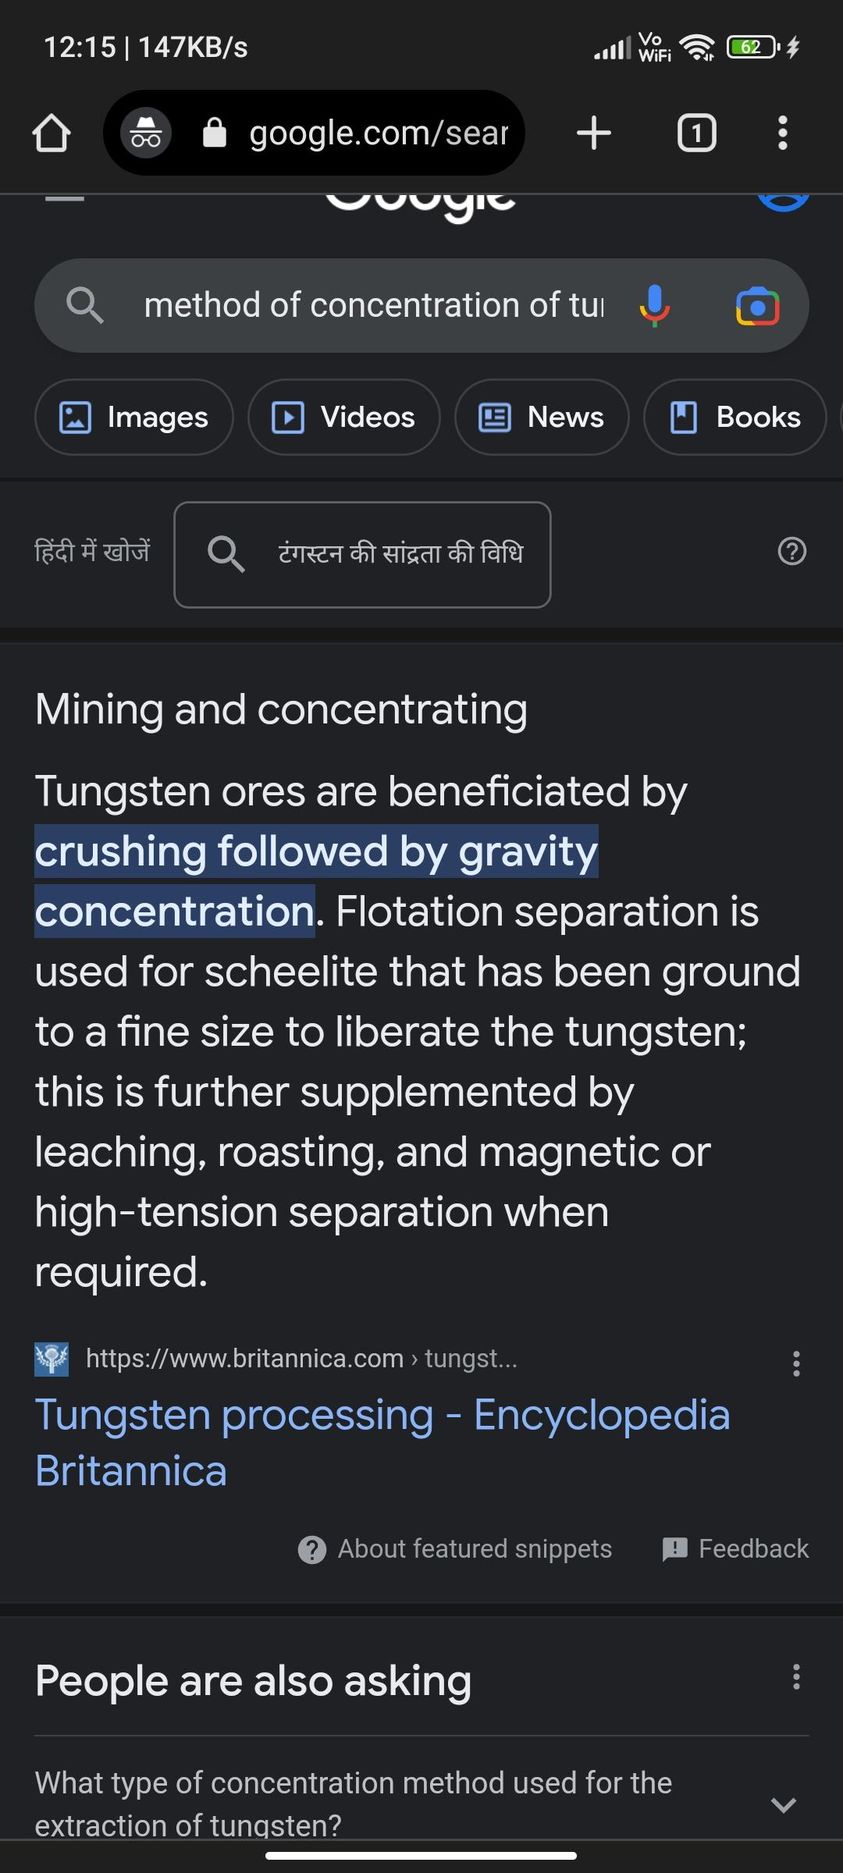 12:15 | 147KB/s
Vo
WiFi
62
google.com/sear
1
Google
method of concentration of tu
Images
Videos
News
Books
हिंदी में खोजें
टंगस्टन की सांद्रता की विधि
Mining and concentrating
Tungsten ores are beneficiated by
crushing followed by gravity
concentration. Flotation separation is
used for scheelite that has been ground
to a fine size to liberate the tungsten;
this is further supplemented by
leaching, roasting, and magnetic or
high-tension separation when
required.
https://www.britannica.com › tungst...
Tungsten processing - Encyclopedia
Britannica
About featured snippets
Feedback
People are also asking
What type of concentration method used for the
extraction of tungsten?